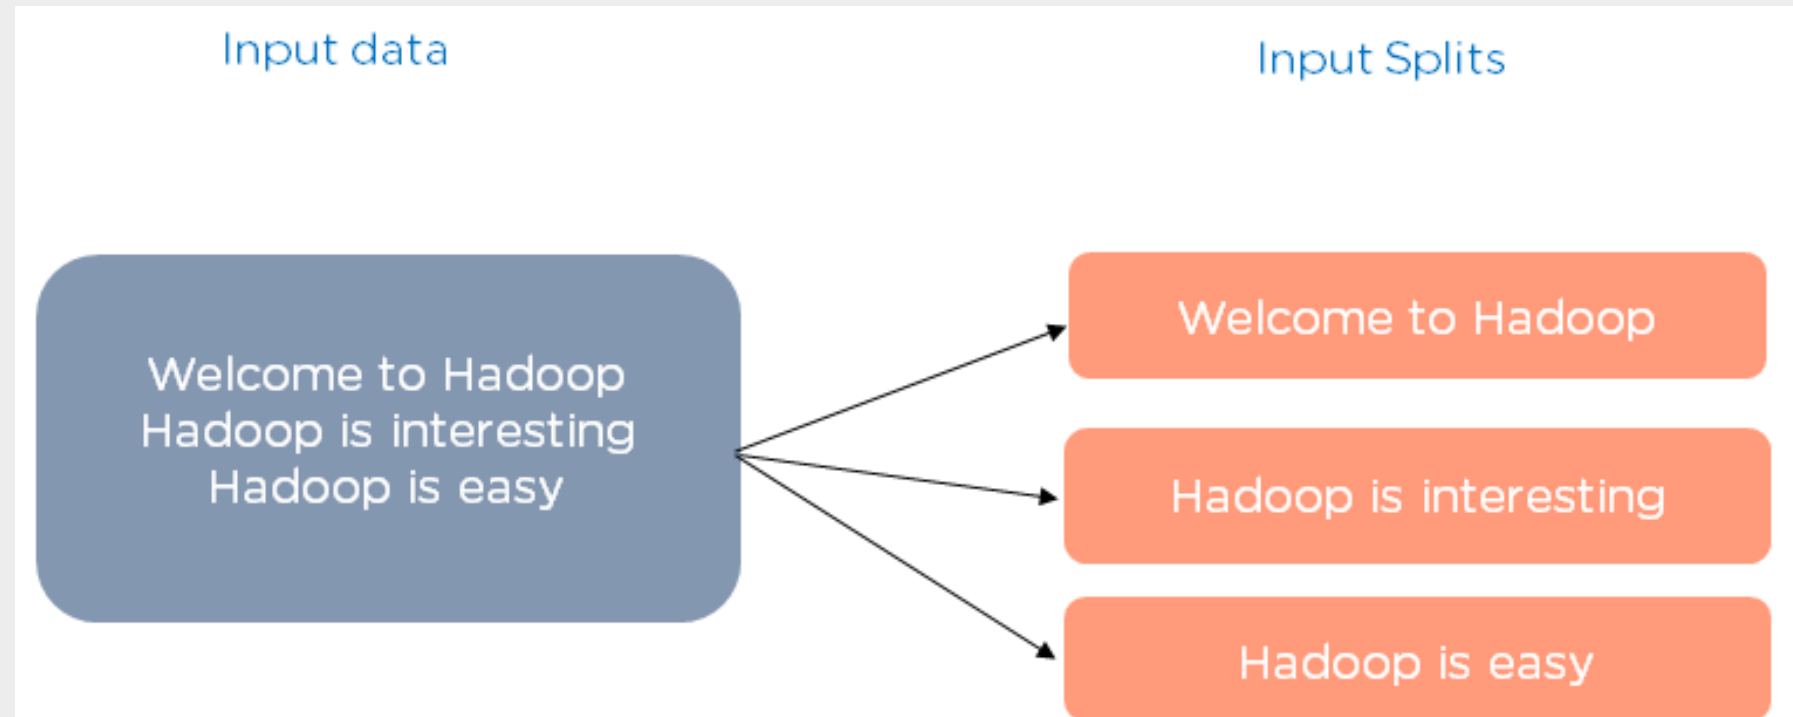 Input data
Input Splits
Welcome to Hadoop
Hadoop is interesting
Hadoop is easy
Welcome to Hadoop
Hadoop is interesting
Hadoop is easy